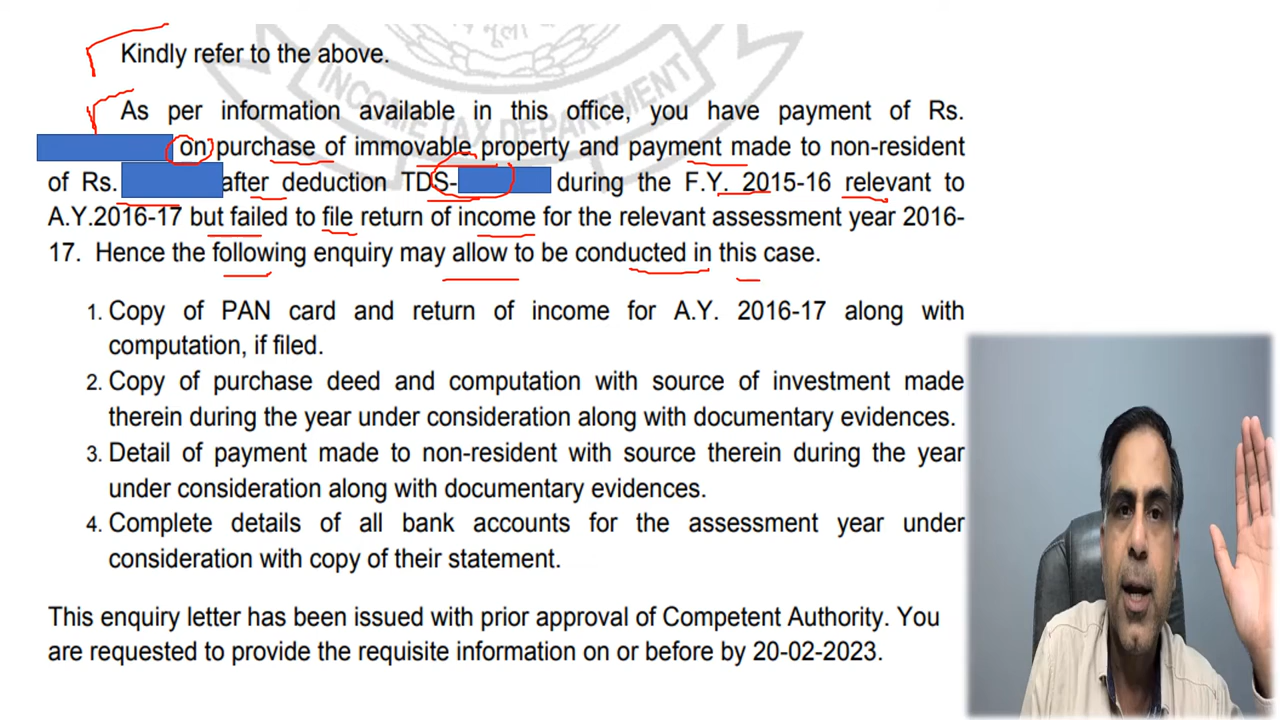 Kindly refer to the above.
As per information available in this office, you have payment of Rs.
on purchase of immovable property and payment made to non-resident
of Rs. after deduction TDS- during the F.Y. 2015-16 relevant to
A.Y.2016-17 but failed to file return of income for the relevant assessment year 2016-
17. Hence the following enquiry may allow to be conducted in this case.
1. Copy of PAN card and return of income for A.Y. 2016-17 along with
computation, if filed.
2. Copy of purchase deed and computation with source of investment made
therein during the year under consideration along with documentary evidences.
3. Detail of payment made to non-resident with source therein during the year
under consideration along with documentary evidences.
4. Complete details of all bank accounts for the assessment year under
consideration with copy of their statement.
This enquiry letter has been issued with prior approval of Competent Authority. You
are requested to provide the requisite information on or before by 20-02-2023.
मूलो
INCOME TAX DEPARTMENT